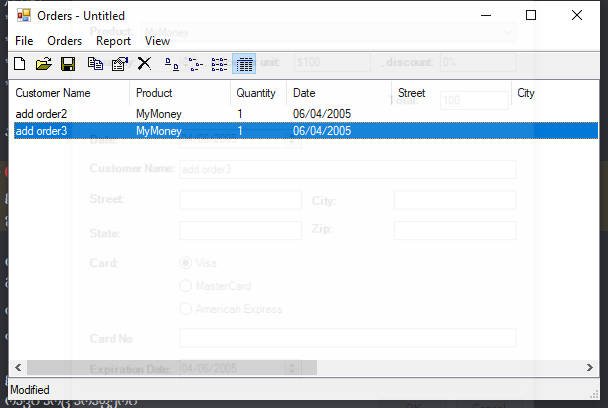 Orders - Untitled
File Orders Report View
Product: MyMoney
unit: $100 , discount: 0%
Customer Name Product Quantity Date Street City
Total: 100
add order2 MyMoney 1 06/04/2005
add order3 MyMoney 1 06/04/2005
Date:
Customer Name: add order3
Street: City:
State: Zip:
Card: Visa
MasterCard
American Express
Card No
Expiration Date: 04/06/2005
Modified